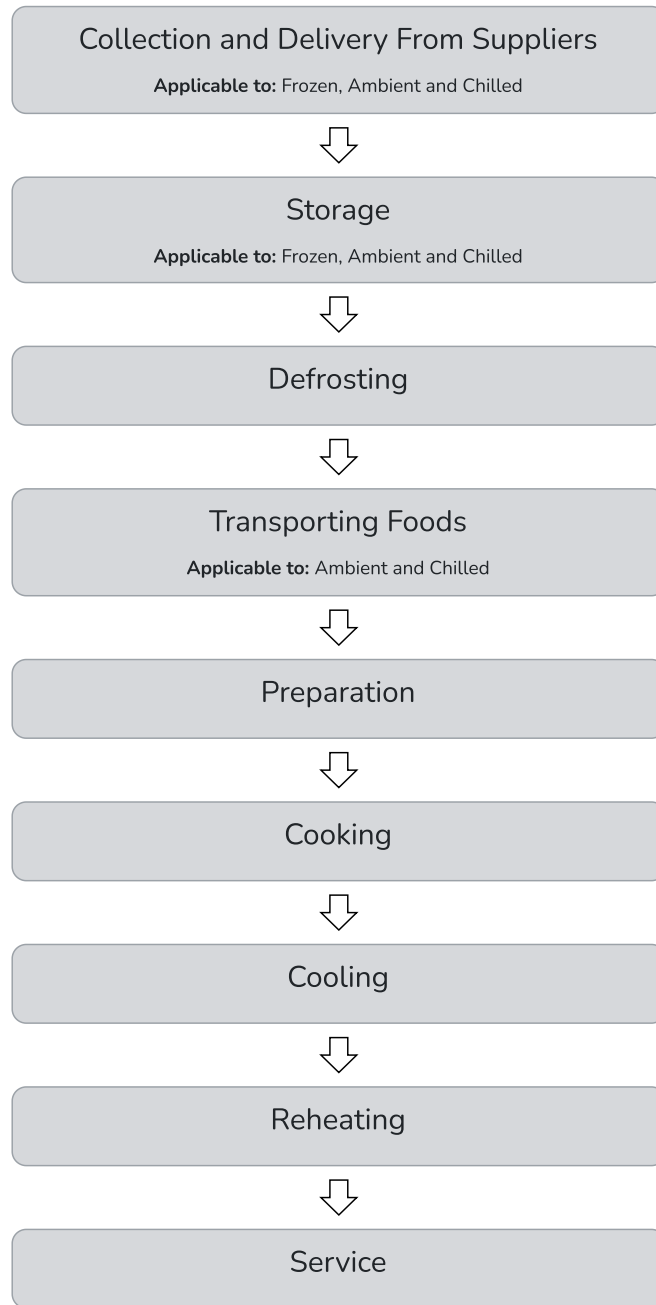 Collection and Delivery From Suppliers
Applicable to: Frozen, Ambient and Chilled
Storage
Applicable to: Frozen, Ambient and Chilled
Defrosting
Transporting Foods
Applicable to: Ambient and Chilled
Preparation
Cooking
Cooling
Reheating
Service